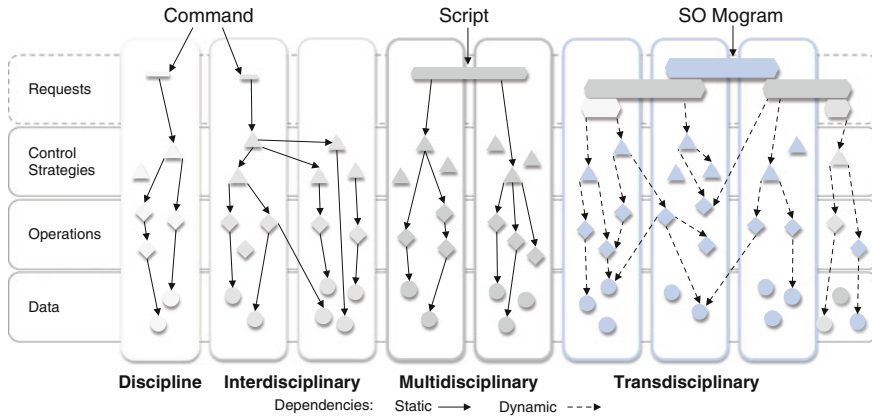 Command
Script
SO Mogram
Requests
Control
Strategies
Operations
Data
Discipline
Interdisciplinary
Multidisciplinary
Transdisciplinary
Dependencies: Static Dynamic